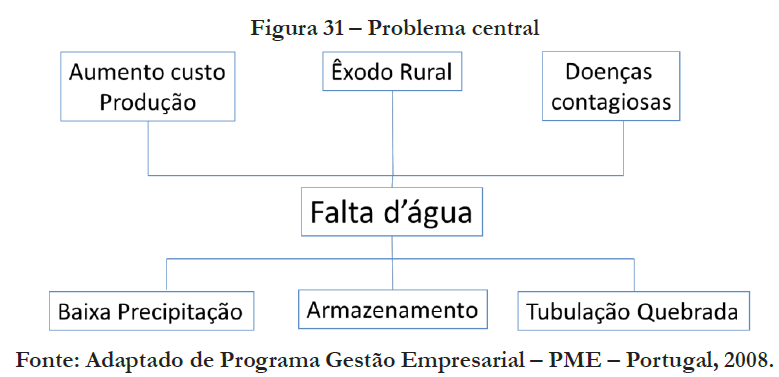 Figura 31 – Problema central
Aumento custo
Produção
Êxodo Rural
Doenças
contagiosas
Falta d’água
Baixa Precipitação
Armazenamento
Tubulação Quebrada
Fonte: Adaptado de Programa Gestão Empresarial – PME – Portugal, 2008.